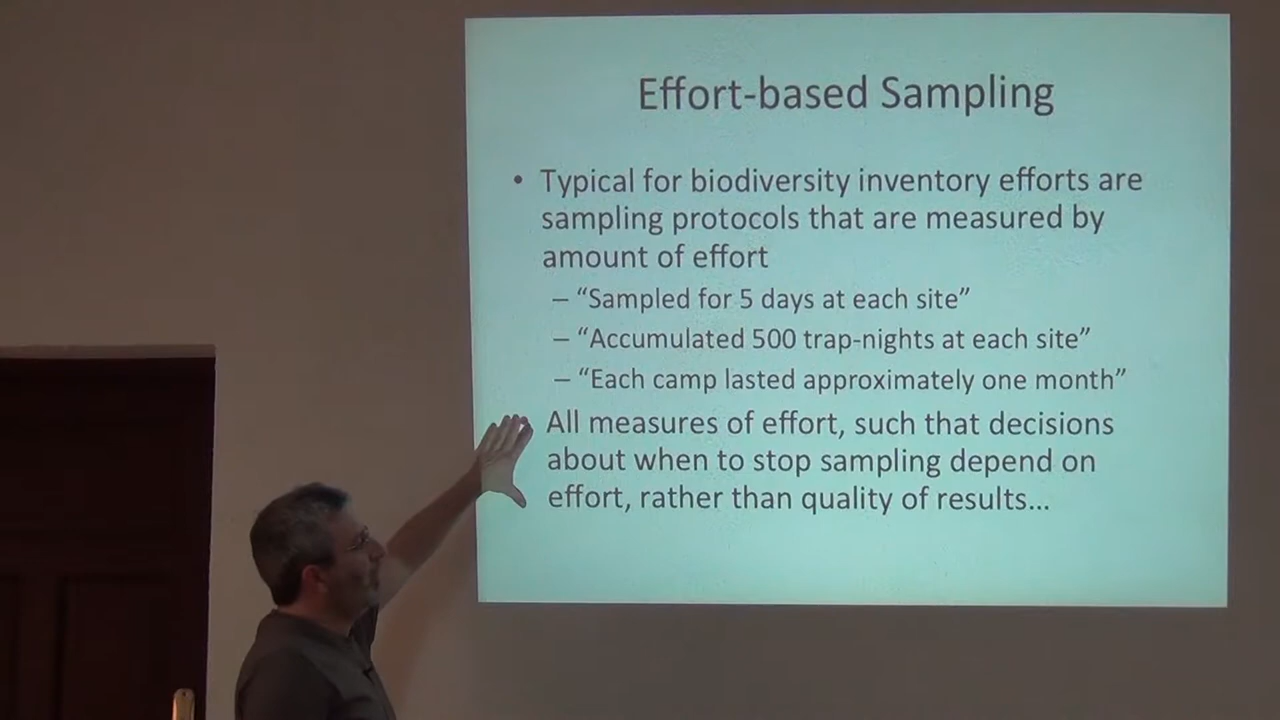 Effort-based Sampling
• Typical for biodiversity inventory efforts are
sampling protocols that are measured by
amount of effort
– “Sampled for 5 days at each site”
– “Accumulated 500 trap-nights at each site”
– “Each camp lasted approximately one month”
All measures of effort, such that decisions
about when to stop sampling depend on
effort, rather than quality of results...